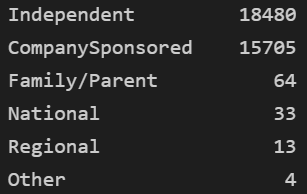 Independent 18480
CompanySponsored 15705
Family/Parent 64
National 33
Regional 13
Other 4